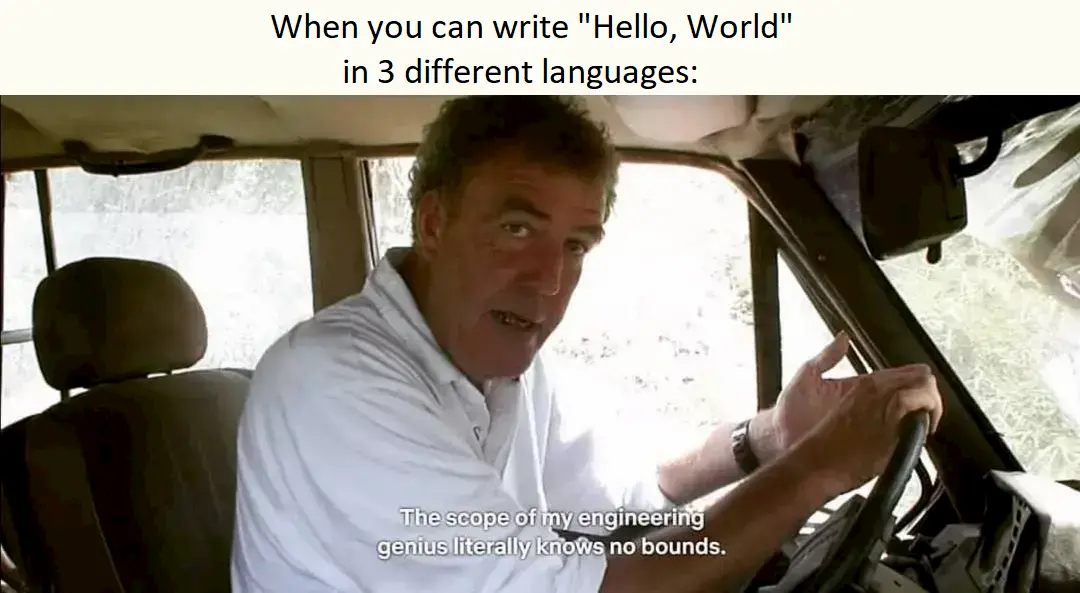 When you can write "Hello, World"
in 3 different languages:
The scope of my engineering
genius literally knows no bounds.